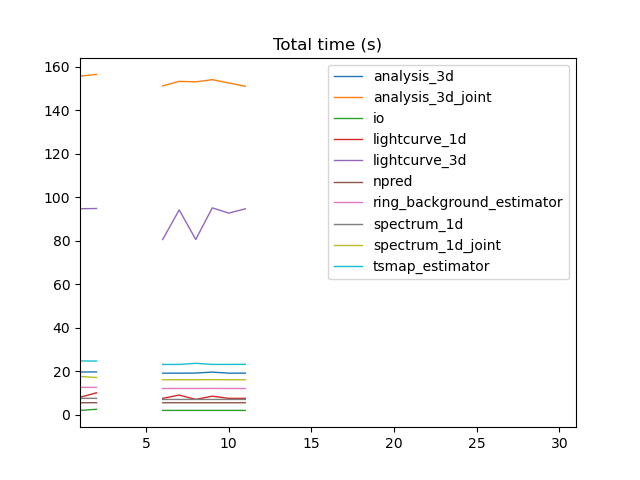 Total time (s)
160
140
120
100
80
60
40
20
0
analysis_3d
analysis_3d_joint
io
lightcurve_1d
lightcurve_3d
npred
ring_background_estimator
spectrum_1d
spectrum_1d_joint
tsmap_estimator
5 10 15 20 25 30